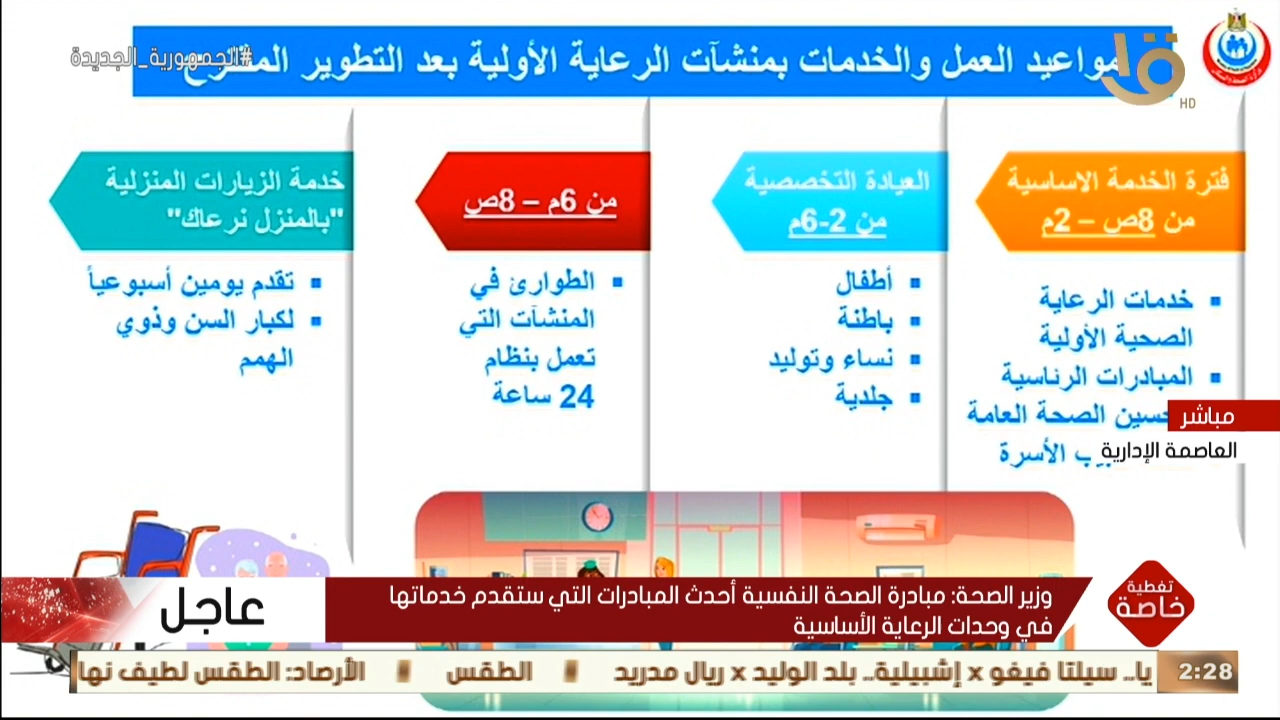 #الجمهورية_الجديدة
مواعيد العمل والخدمات بمنشآت الرعاية الأولية بعد التطوير المقترح
HD
فترة الخدمة الاساسية
من 8ص – 2م
خدمات الرعاية
الصحية الأولية
المبادرات الرئاسية
الصحة العامة
الأسرة
العيادة التخصصية
من 2-6م
أطفال
باطنة
نساء وتوليد
جلدية
من 6م – 8ص
الطوارئ في
المنشآت التي
تعمل بنظام
24 ساعة
خدمة الزيارات المنزلية
"بالمنزل نرعاك"
تقدم يومين أسبوعياً
لكبار السن وذوي
الهمم
مباشر
العاصمة الإدارية
تغطية
خاصة
عاجل
وزير الصحة: مبادرة الصحة النفسية أحدث المبادرات التي ستقدم خدماتها
في وحدات الرعاية الأساسية
2:28
يا.. سيلتا فيغو x إشبيلية.. بلد الوليد x ريال مدريد الطقس الأرصاد: الطقس لطيف نها